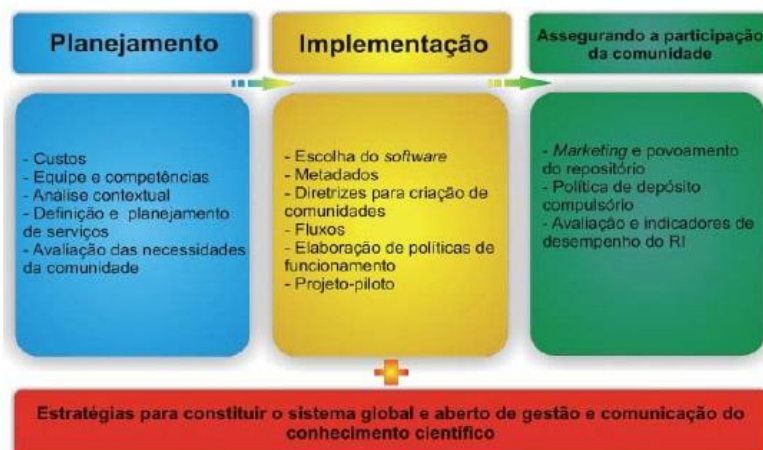 Planejamento
Implementação
Assegurando a participação
da comunidade
- Custos
- Equipe e competências
- Análise contextual
- Definição e planejamento
de serviços
- Avaliação das necessidades
da comunidade
- Escolha do software
- Metadados
- Diretrizes para criação de
comunidades
- Fluxos
- Elaboração de políticas de
funcionamento
- Projeto-piloto
- Marketing e povoamento
do repositório
- Política de depósito
compulsório
- Avaliação e indicadores de
desempenho do RI
Estratégias para constituir o sistema global e aberto de gestão e comunicação do
conhecimento científico